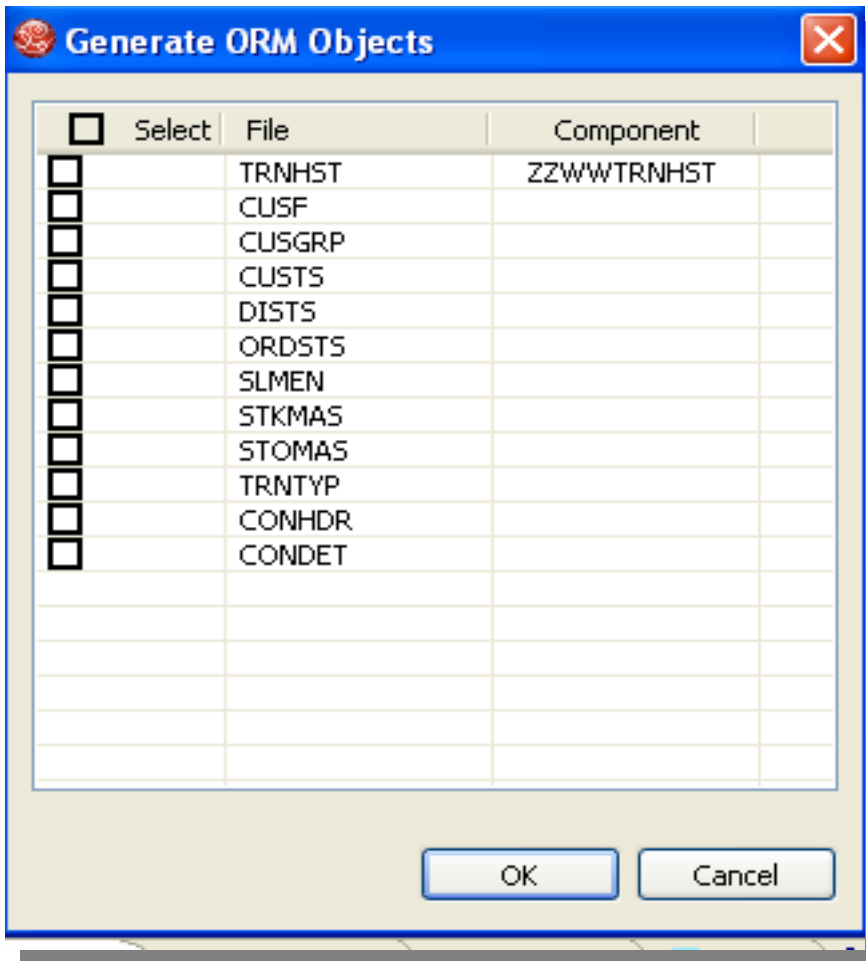 Generate ORM Objects
Select File Component
TRNHST ZZWWTRNHST
CUSF
CUSGRP
CUSTS
DISTS
ORDSTS
SLMEN
STKMAS
STOMAS
TRNTYP
CONHDR
CONDET
OK Cancel